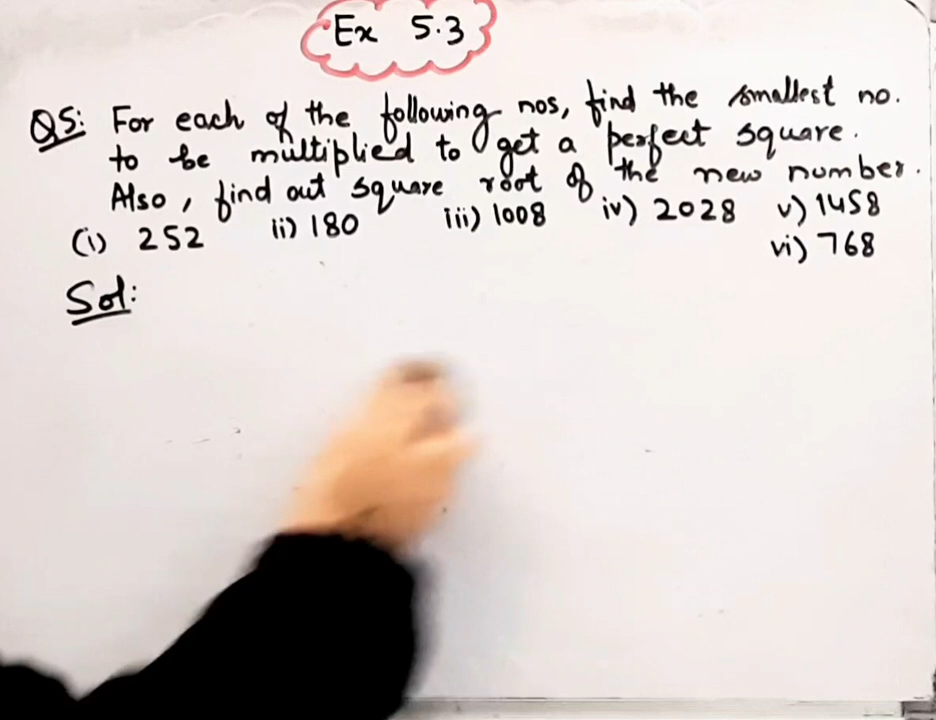 Ex 5.3
Q5: For each of the following nos, find the smallest no.
to be multiplied to get a perfect square.
Also, find out square root of the new number.
(i) 252 ii) 180 iii) 1008 iv) 2028 v) 1458
vi) 768
Sol: